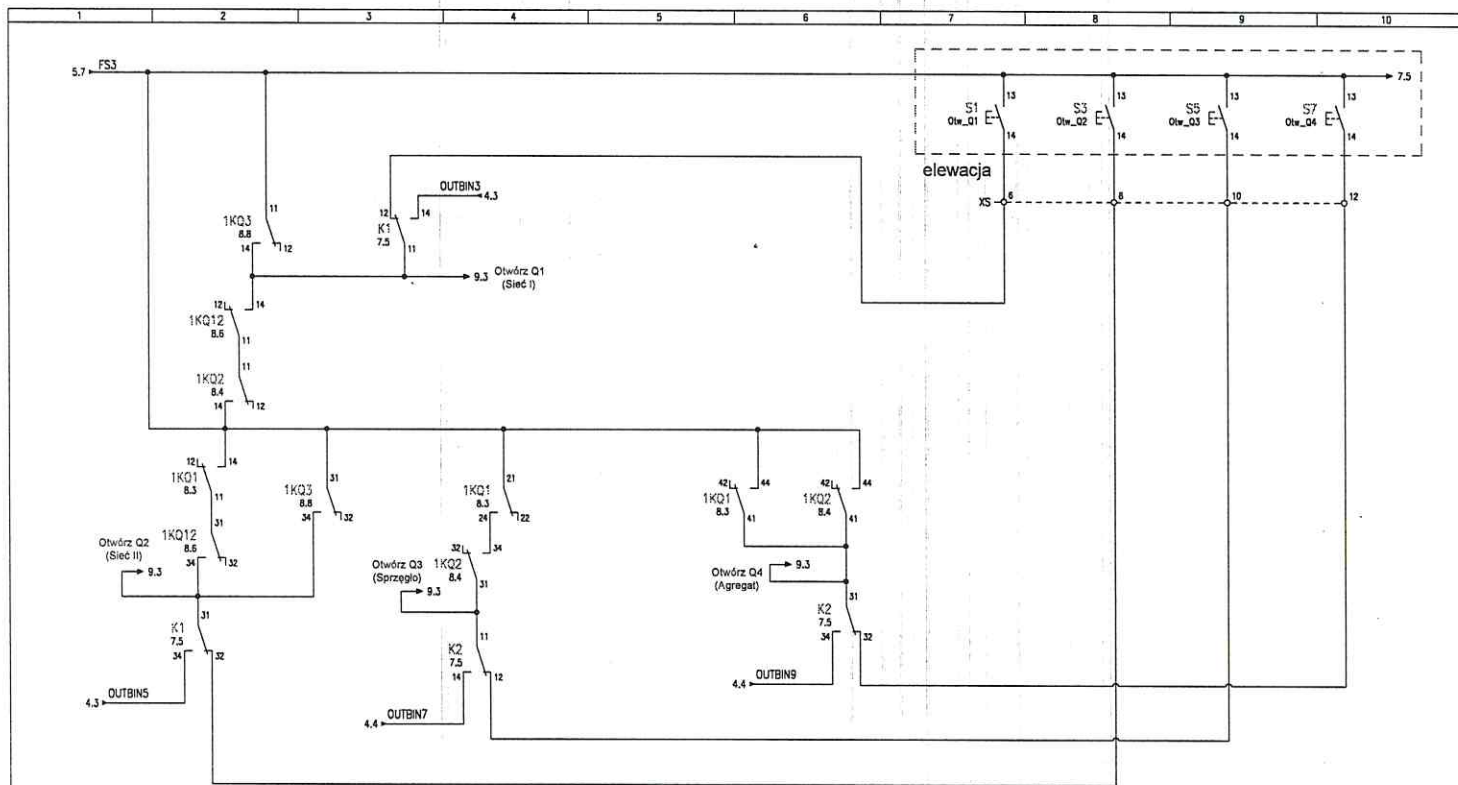 1 2 3 4 5 6 7 8 9 10
5.7 FS3 7.5
13 13 13 13
S1 S3 S5 S7
Otw_Q1 Otw_Q2 Otw_Q3 Otw_Q4
14 14 14 14
elewacja
XS 6 8 10 12
OUTBIN3
4.3
11 12 14
1KQ3 K1
8.8 7.5
14 12 11
9.3 Otwórz Q1
(Sieć I)
12 14
1KQ12
8.6
11
11
1KQ2
8.4
14 12
12 14
1KQ1
8.3
11
31
1KQ12
8.6
34 32
31
1KQ3
8.8
34 32
Otwórz Q2
(Sieć II)
9.3
31
K1
7.5
34 32
4.3 OUTBIN5
21
1KQ1
8.3
24 22
32 34
1KQ2
8.4
31
Otwórz Q3
(Sprzęgło)
9.3
11
K2
7.5
14 12
4.4 OUTBIN7
42 44 42 44
1KQ1 1KQ2
8.3 8.4
41 41
Otwórz Q4
(Agregat)
9.3
31
K2
7.5
34 32
4.4 OUTBIN9